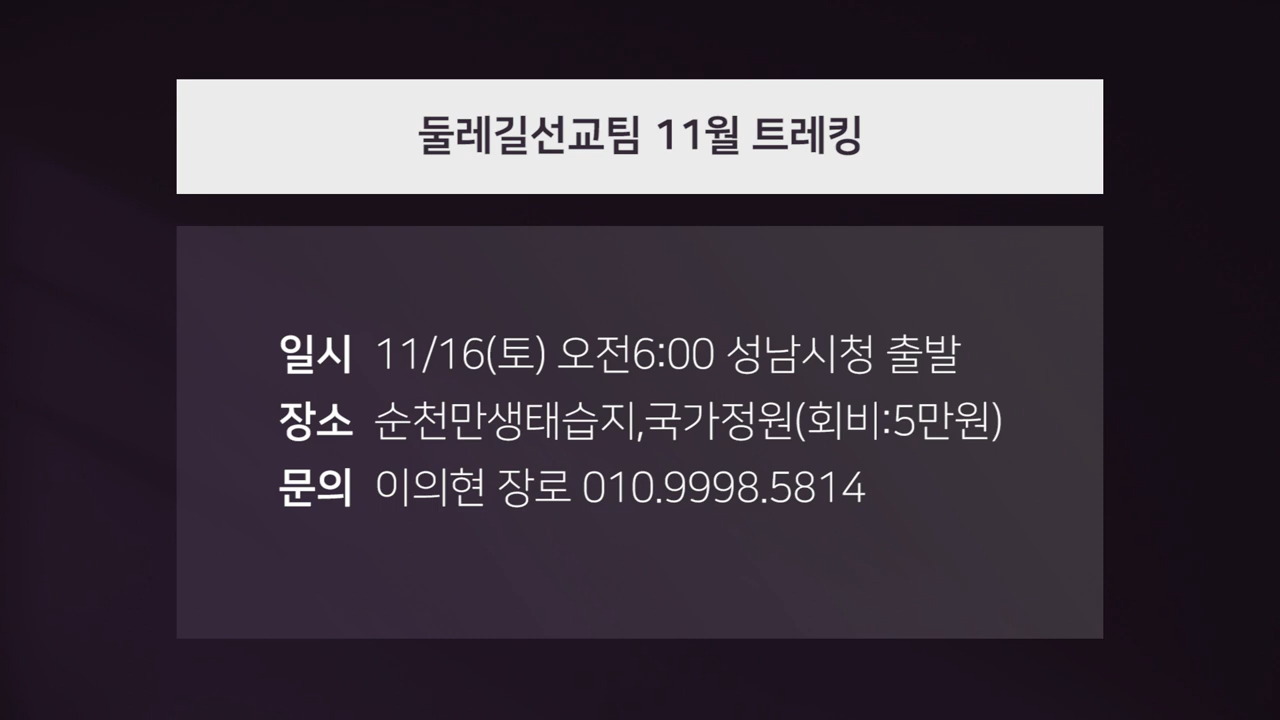 둘레길선교팀 11월 트레킹
일시 11/16(토) 오전6:00 성남시청 출발
장소 순천만생태습지,국가정원(회비:5만원)
문의 이의현 장로 010.9998.5814